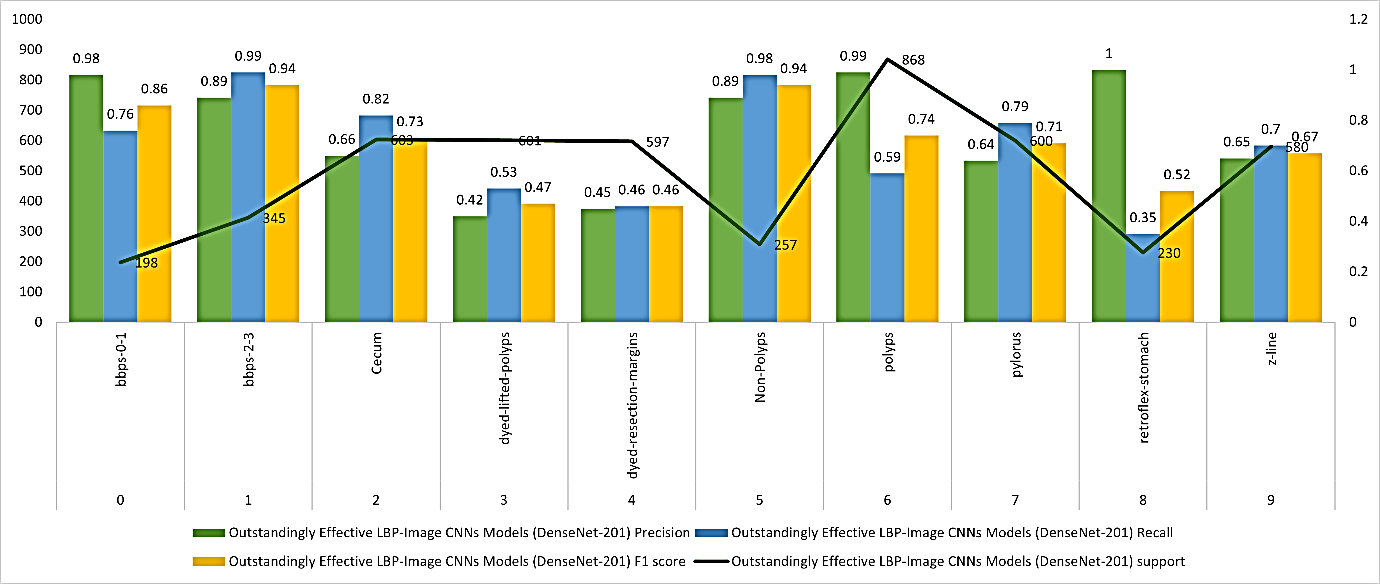 1000
900
800
700
600
500
400
300
200
100
0
1.2
1
0.8
0.6
0.4
0.2
0
0.98 0.76 0.86
0.89 0.99 0.94
0.66 0.82 0.73
0.42 0.53 0.47
0.45 0.46 0.46
0.89 0.98 0.94
0.99 0.59 0.74
0.64 0.79 0.71
1 0.35 0.52
0.65 0.7 0.67
198
345
603
601
597
257
868
600
230
580
bbps-0-1
bbps-2-3
Cecum
dyed-lifted-polyps
dyed-resection-margins
Non-Polyps
polyps
pylorus
retroflex-stomach
z-line
0 1 2 3 4 5 6 7 8 9
Outstandingly Effective LBP-Image CNNs Models (DenseNet-201) Precision
Outstandingly Effective LBP-Image CNNs Models (DenseNet-201) Recall
Outstandingly Effective LBP-Image CNNs Models (DenseNet-201) F1 score
Outstandingly Effective LBP-Image CNNs Models (DenseNet-201) support